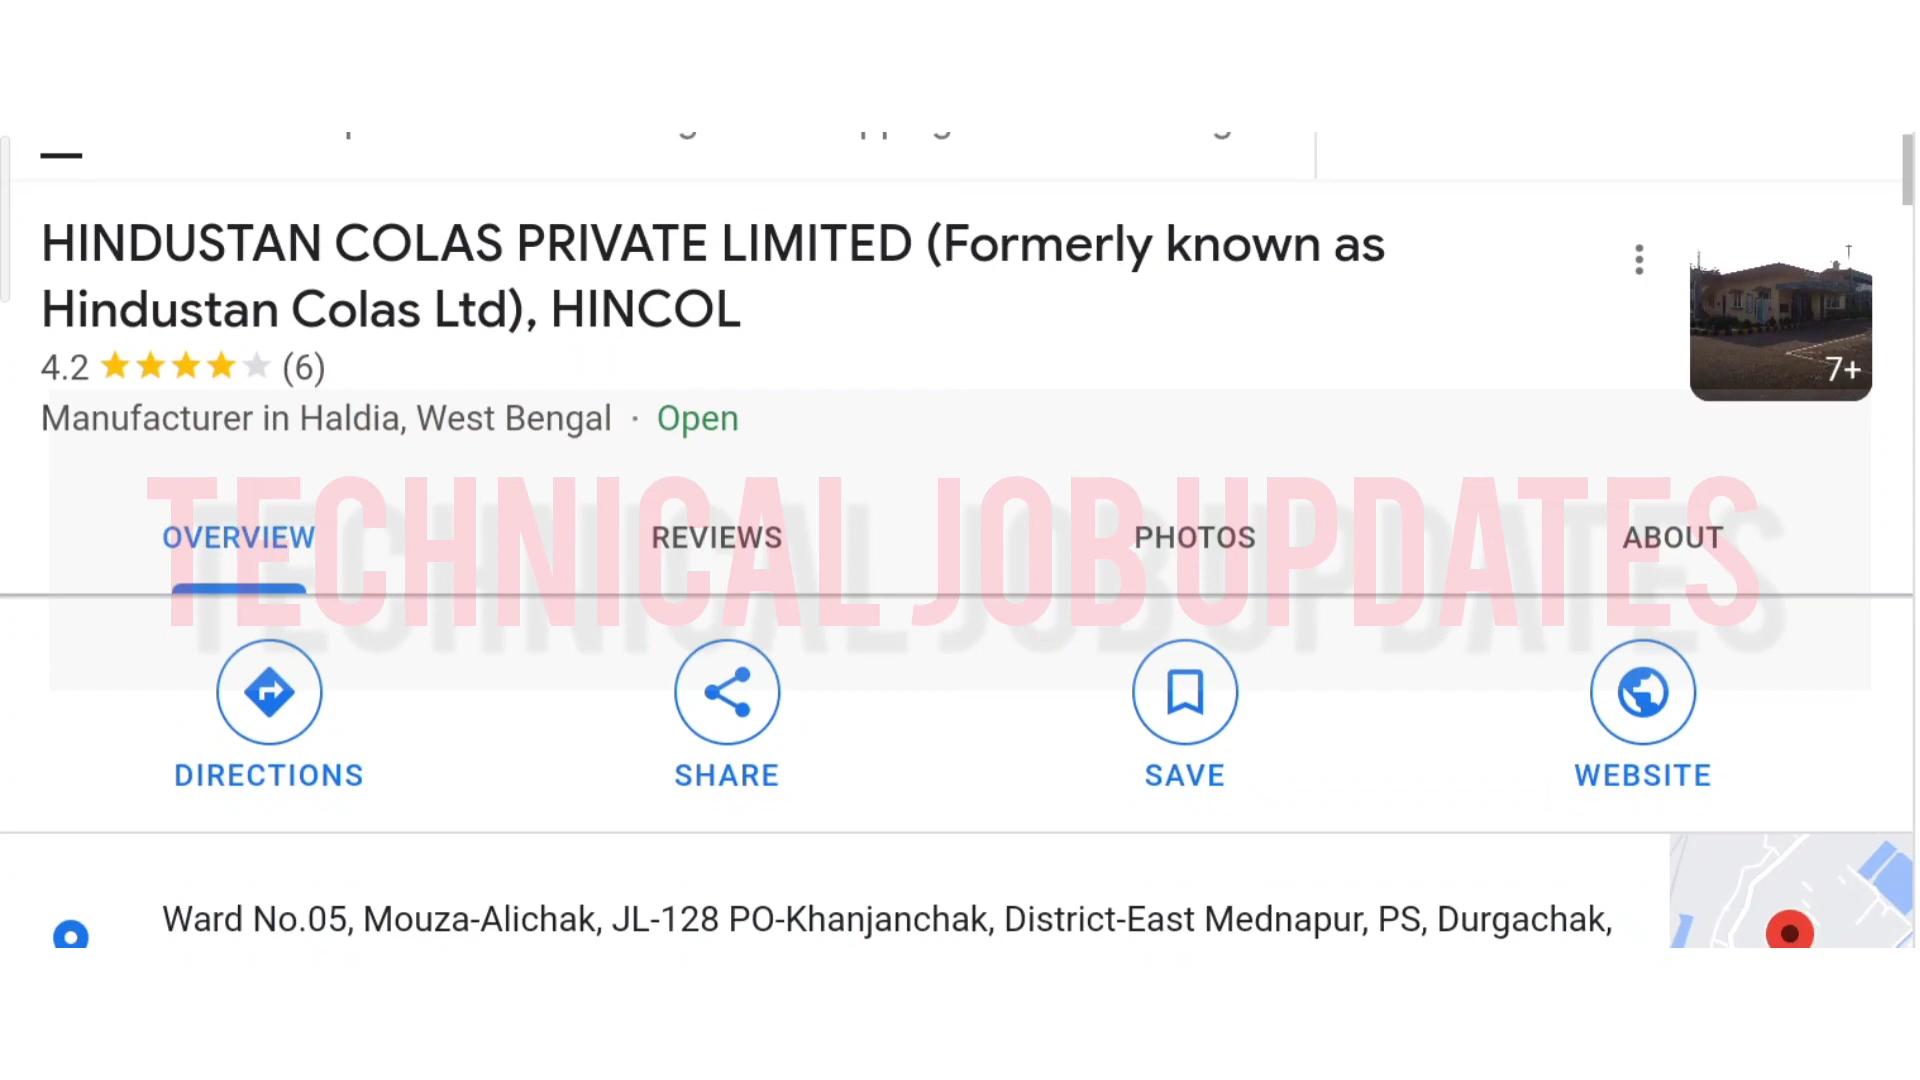 HINDUSTAN COLAS PRIVATE LIMITED (Formerly known as
Hindustan Colas Ltd), HINCOL
4.2 (6)
7+
Manufacturer in Haldia, West Bengal · Open
TECHNICAL JOB UPDATES
OVERVIEW REVIEWS PHOTOS ABOUT
DIRECTIONS SHARE SAVE WEBSITE
Ward No.05, Mouza-Alichak, JL-128 PO-Khanjanchak, District-East Mednapur, PS, Durgachak,